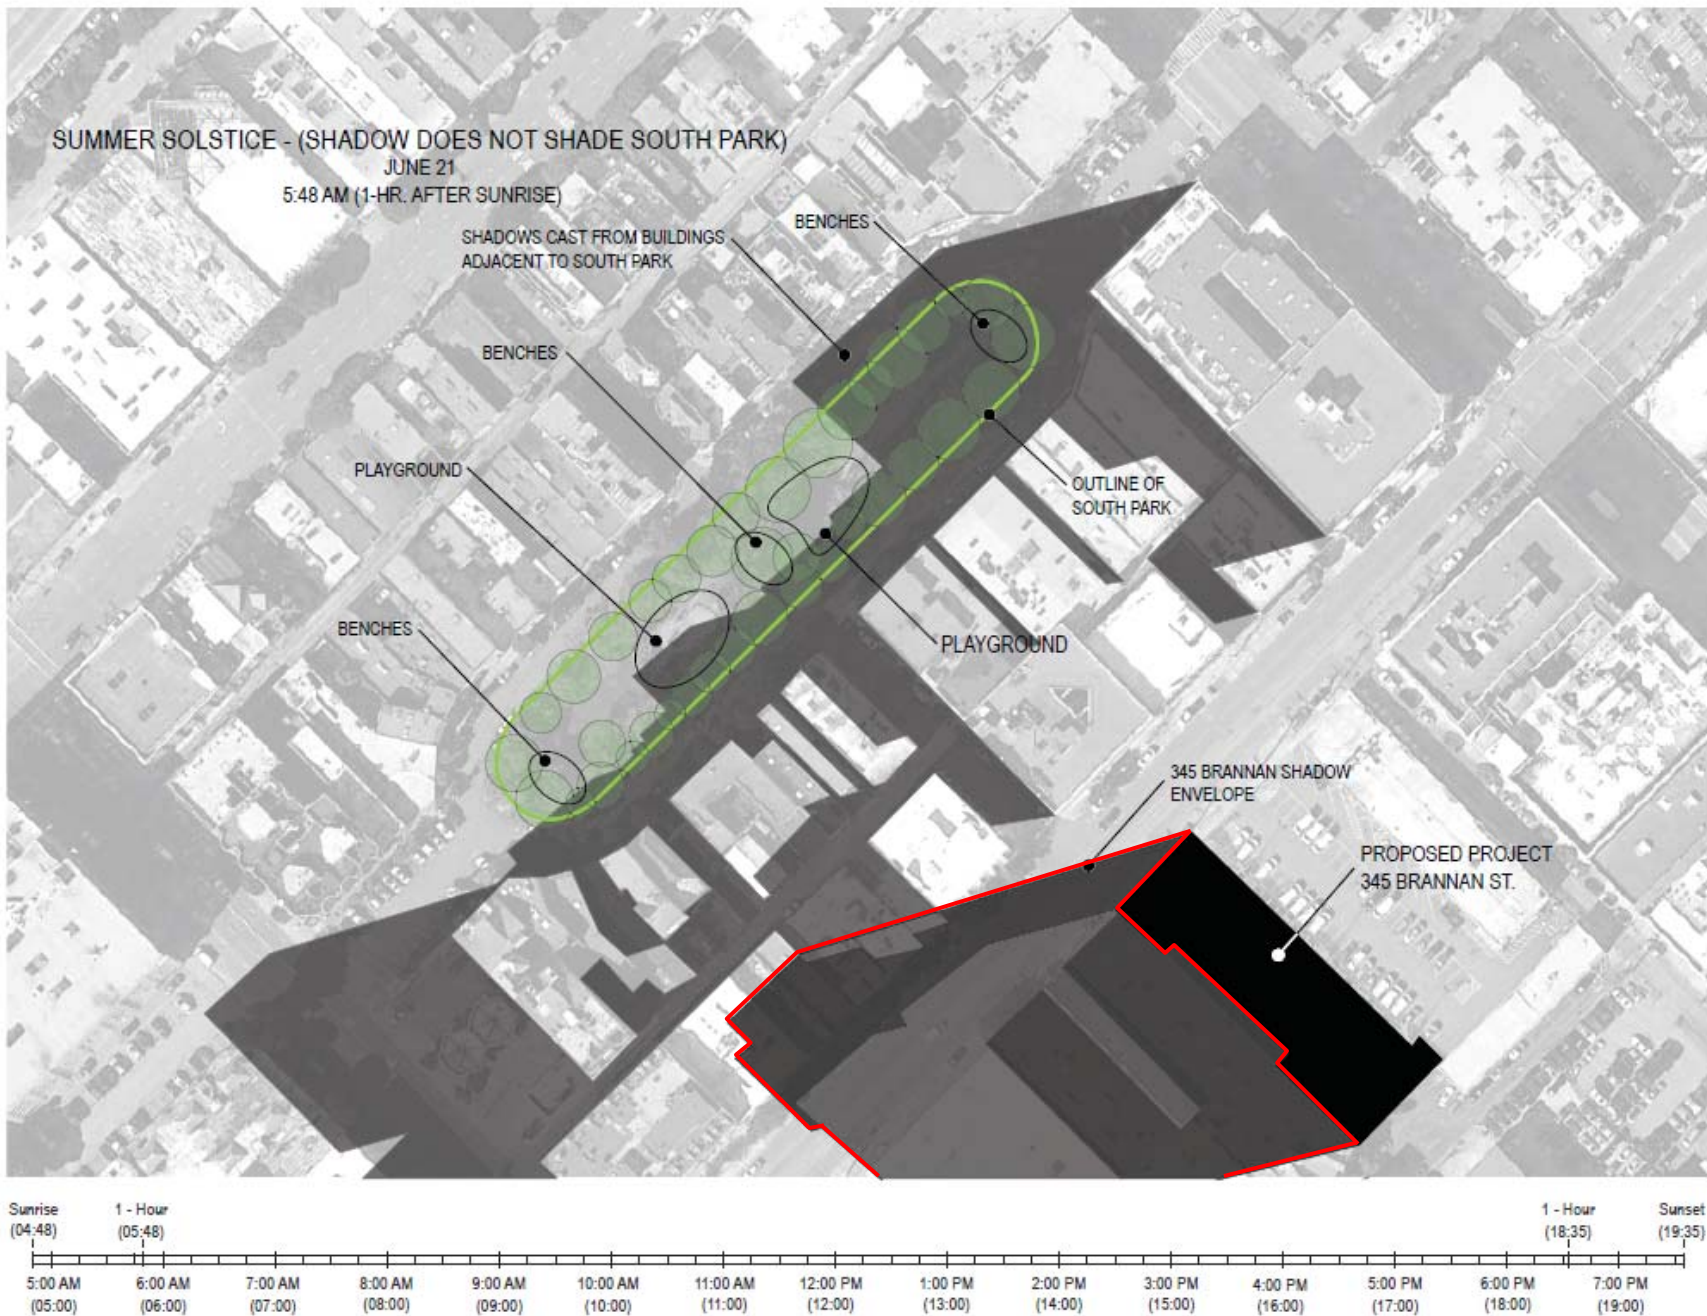 SUMMER SOLSTICE - (SHADOW DOES NOT SHADE SOUTH PARK)
JUNE 21
5:48 AM (1-HR. AFTER SUNRISE)
SHADOWS CAST FROM BUILDINGS
ADJACENT TO SOUTH PARK
BENCHES
BENCHES
PLAYGROUND
OUTLINE OF
SOUTH PARK
BENCHES
PLAYGROUND
345 BRANNAN SHADOW
ENVELOPE
PROPOSED PROJECT
345 BRANNAN ST.
Sunrise
(04:48)
1 - Hour
(05:48)
1 - Hour
(18:35)
Sunset
(19:35)
5:00 AM 6:00 AM 7:00 AM 8:00 AM 9:00 AM 10:00 AM 11:00 AM 12:00 PM 1:00 PM 2:00 PM 3:00 PM 4:00 PM 5:00 PM 6:00 PM 7:00 PM
(05:00) (06:00) (07:00) (08:00) (09:00) (10:00) (11:00) (12:00) (13:00) (14:00) (15:00) (16:00) (17:00) (18:00) (19:00)